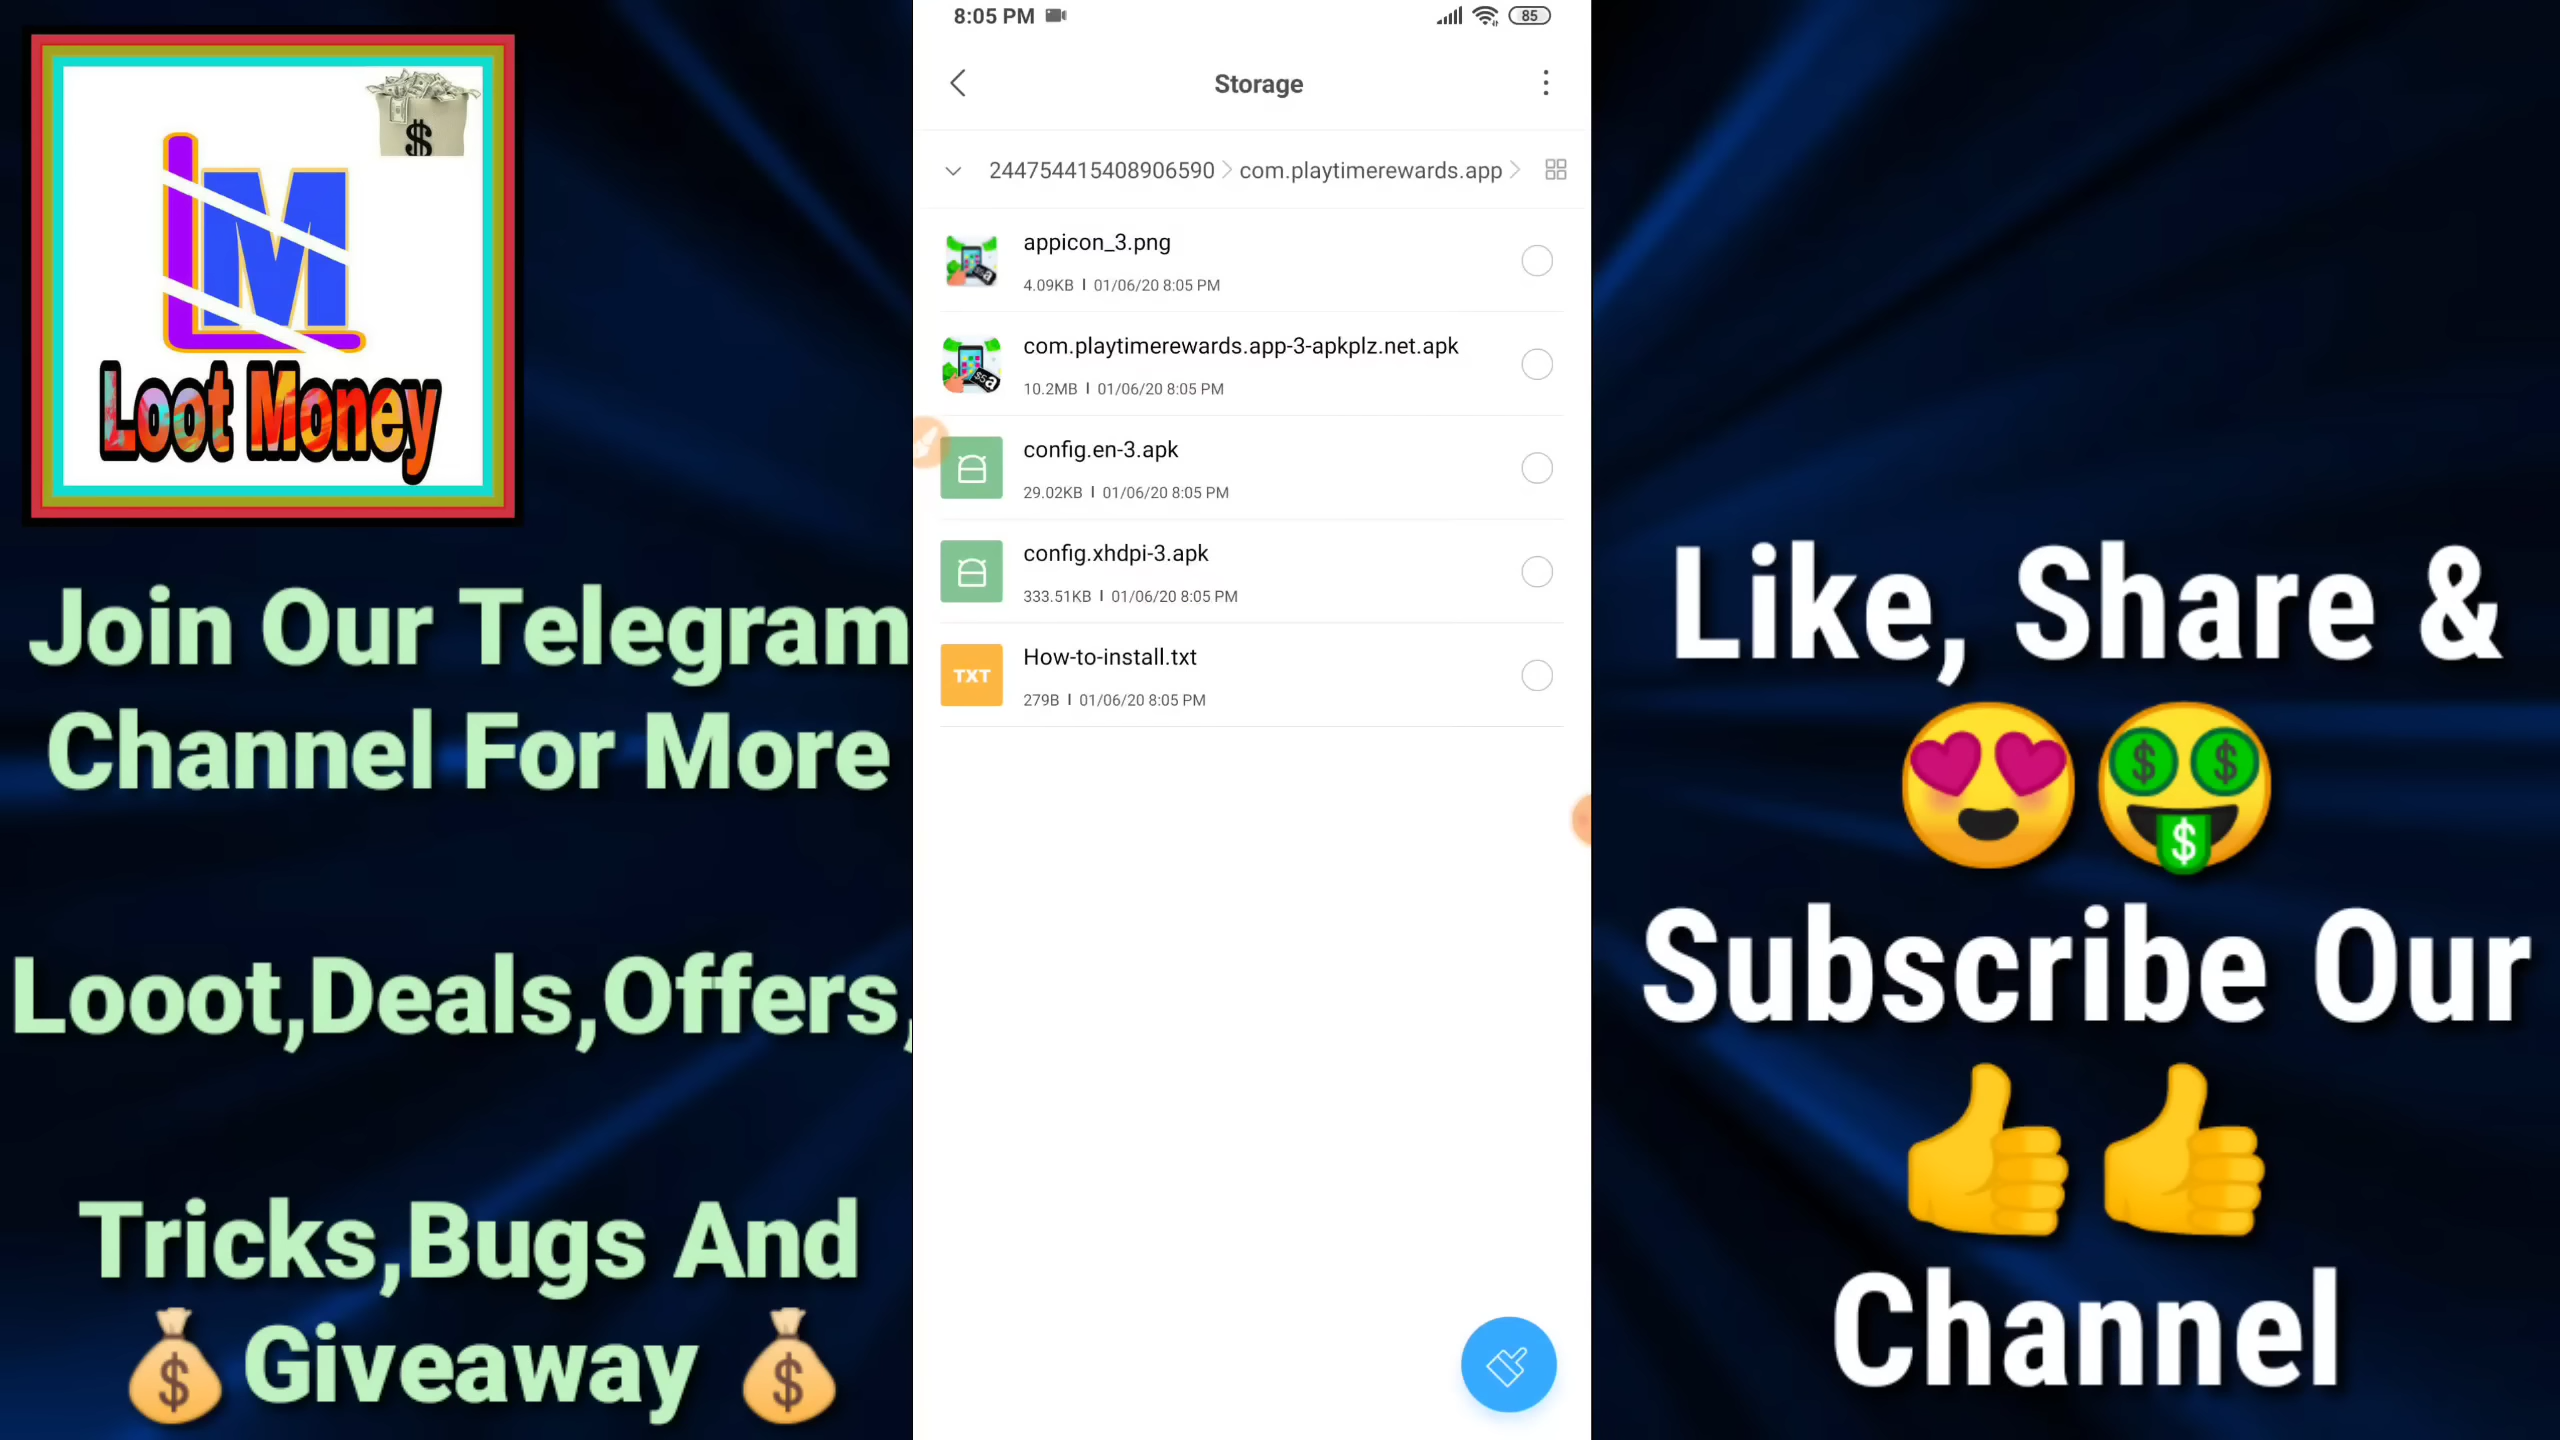 $
LM
Loot Money
Join Our Telegram
Channel For More
Looot,Deals,Offers,
Tricks,Bugs And
Giveaway
8:05 PM
85
Storage
244754415408906590
com.playtimerewards.app
appicon_3.png
4.09KB | 01/06/20 8:05 PM
com.playtimerewards.app-3-apkplz.net.apk
10.2MB | 01/06/20 8:05 PM
config.en-3.apk
29.02KB | 01/06/20 8:05 PM
config.xhdpi-3.apk
333.51KB | 01/06/20 8:05 PM
TXT
How-to-install.txt
279B | 01/06/20 8:05 PM
Like, Share &
Subscribe Our
Channel